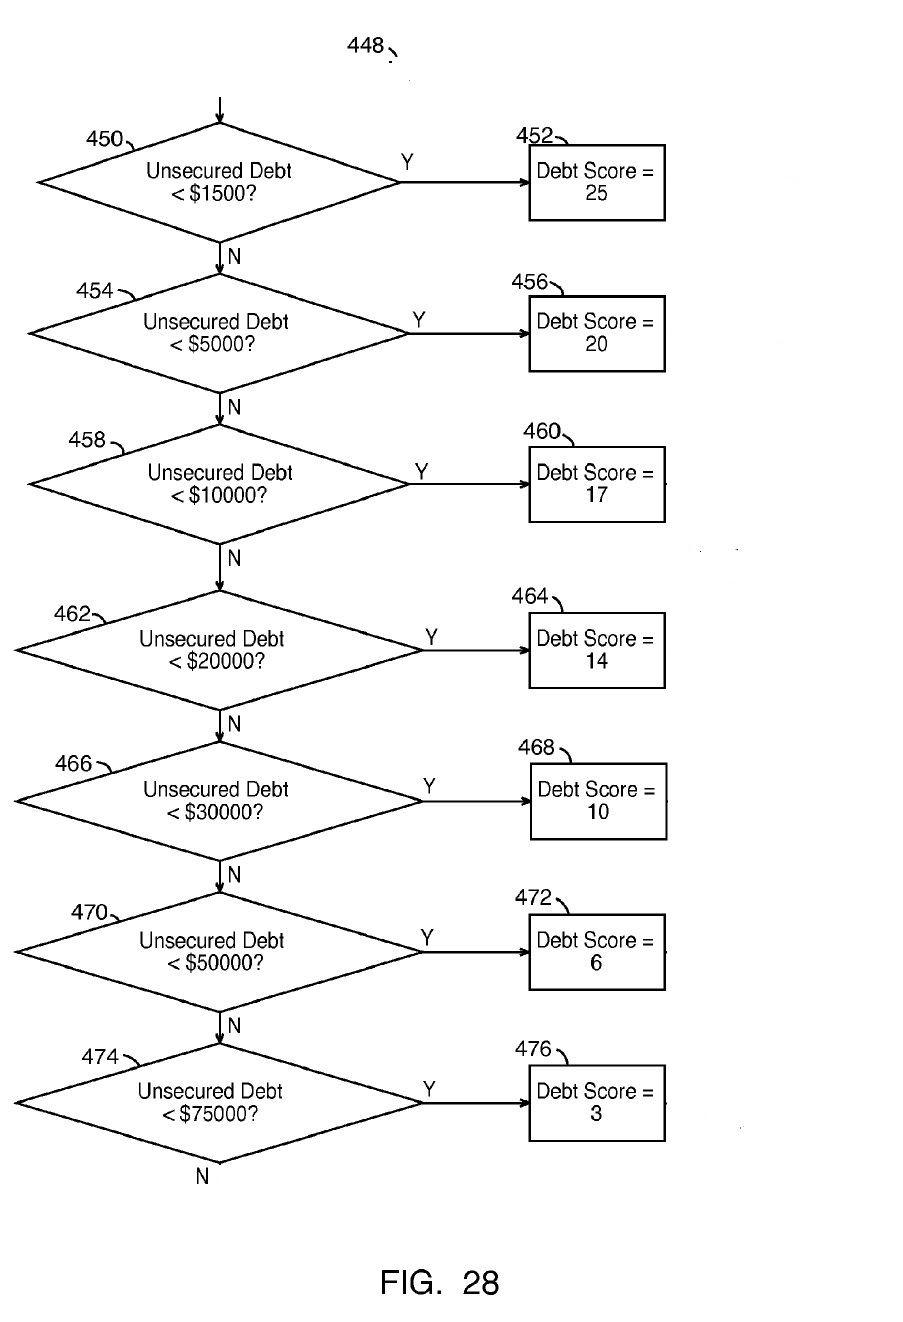 448
450
Unsecured Debt
< $1500?
Y
452
Debt Score =
25
N
454
Unsecured Debt
< $5000?
Y
456
Debt Score =
20
N
458
Unsecured Debt
< $10000?
Y
460
Debt Score =
17
N
462
Unsecured Debt
< $20000?
Y
464
Debt Score =
14
N
466
Unsecured Debt
< $30000?
Y
468
Debt Score =
10
N
470
Unsecured Debt
< $50000?
Y
472
Debt Score =
6
N
474
Unsecured Debt
< $75000?
Y
476
Debt Score =
3
N
FIG. 28